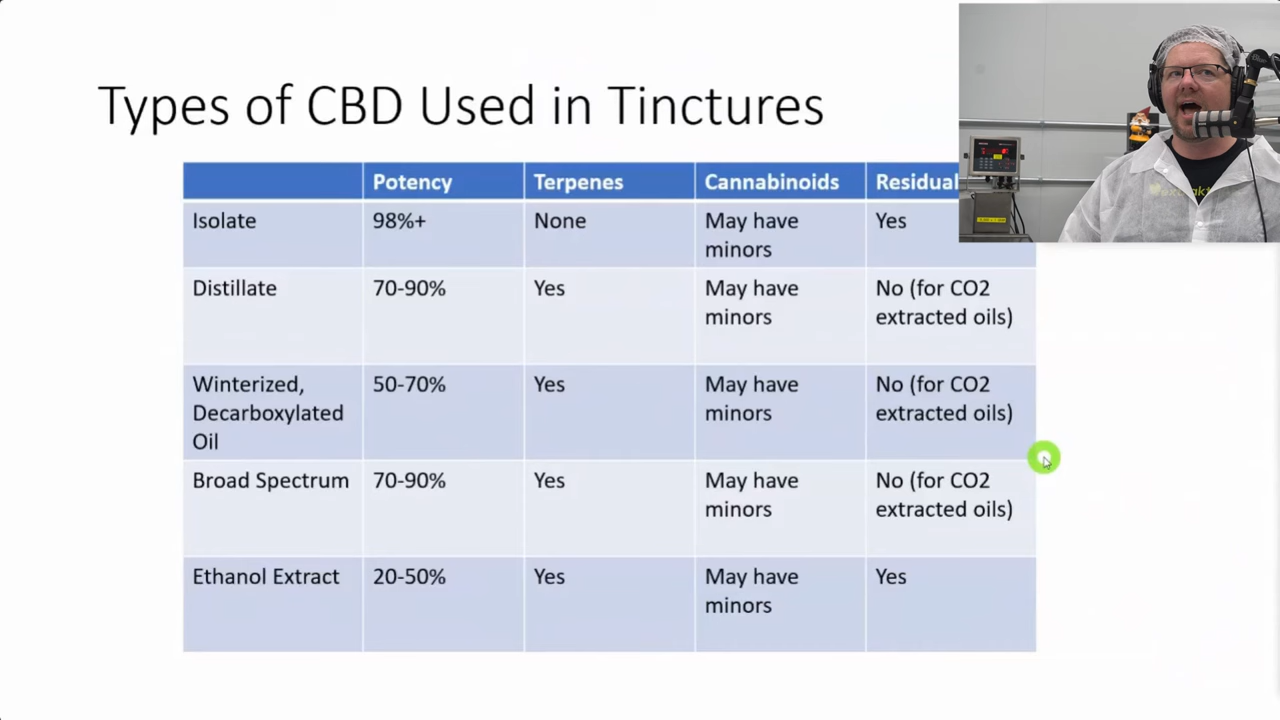 Types of CBD Used in Tinctures
Potency Terpenes Cannabinoids Residual
Isolate 98%+ None May have Yes
minors
Distillate 70-90% Yes May have No (for CO2
minors extracted oils)
Winterized, 50-70% Yes May have No (for CO2
Decarboxylated minors extracted oils)
Oil
Broad Spectrum 70-90% Yes May have No (for CO2
minors extracted oils)
Ethanol Extract 20-50% Yes May have Yes
minors